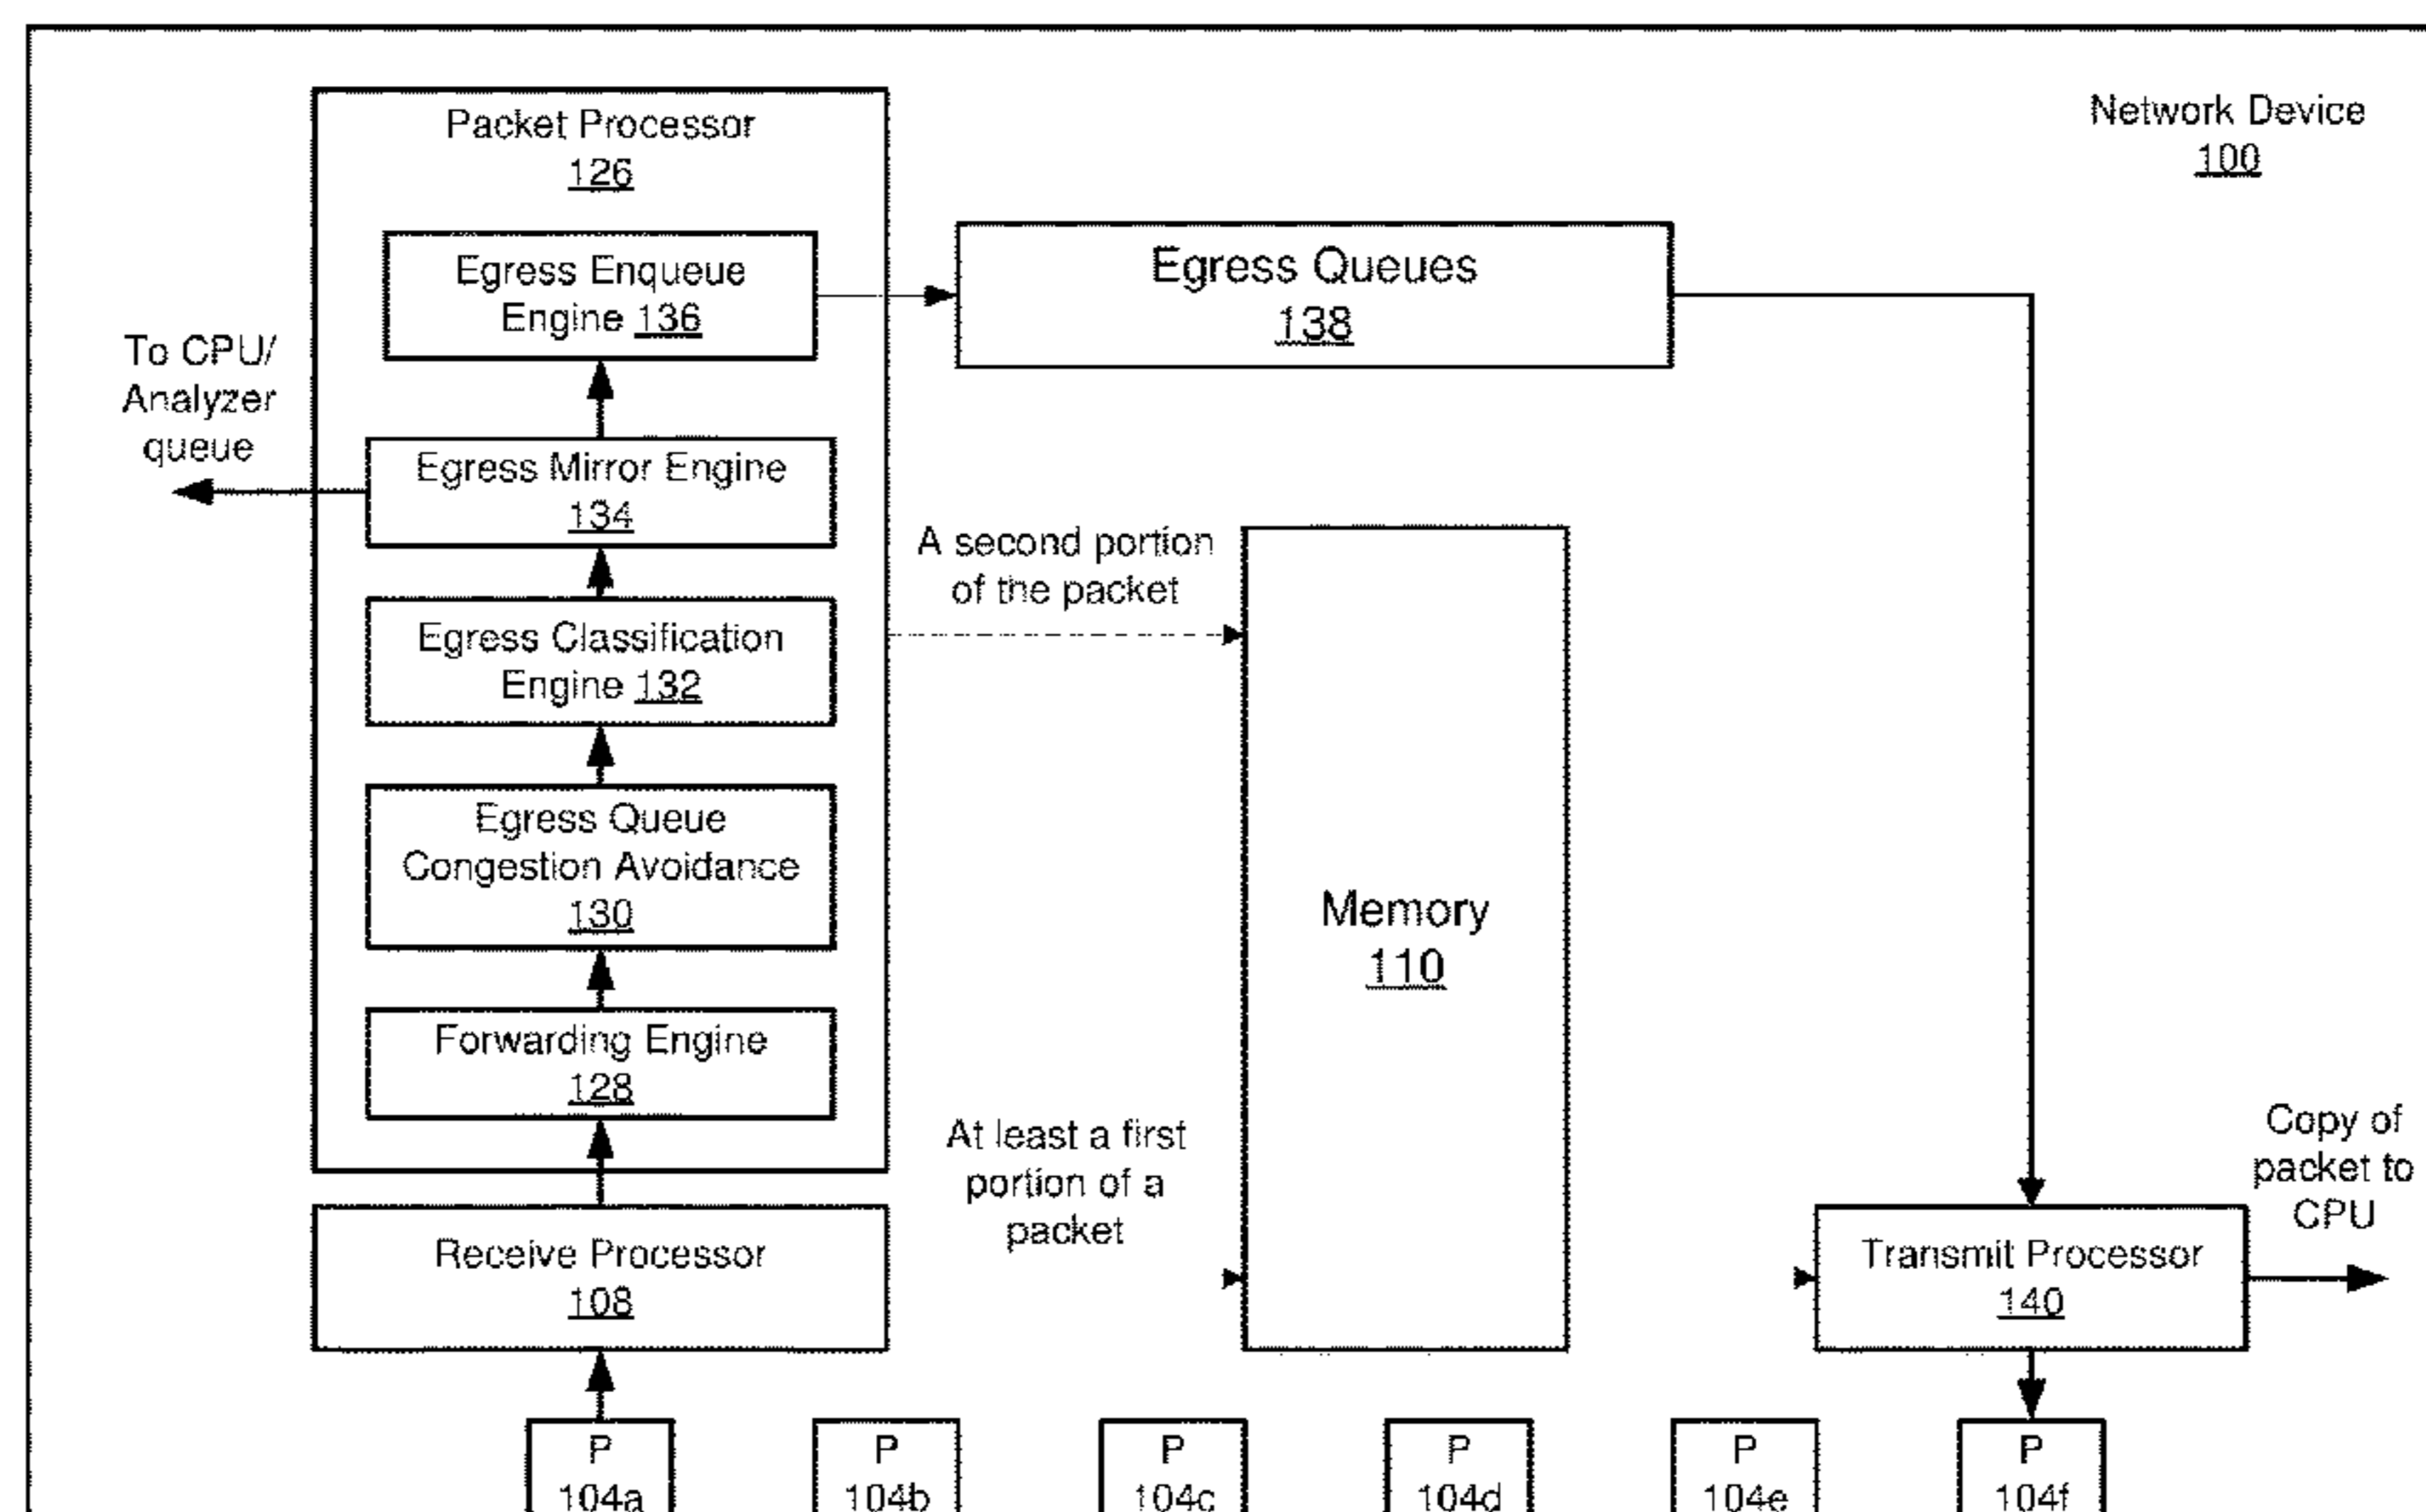 Network Device
100
Packet Processor
126
Egress Enqueue
Engine 136
Egress Queues
138
To CPU/
Analyzer
queue
Egress Mirror Engine
134
A second portion
of the packet
Egress Classification
Engine 132
Egress Queue
Congestion Avoidance
130
Memory
110
Forwarding Engine
128
At least a first
portion of a
packet
Copy of
packet to
CPU
Receive Processor
108
Transmit Processor
140
P
104a
P
104b
P
104c
P
104d
P
104e
P
104f